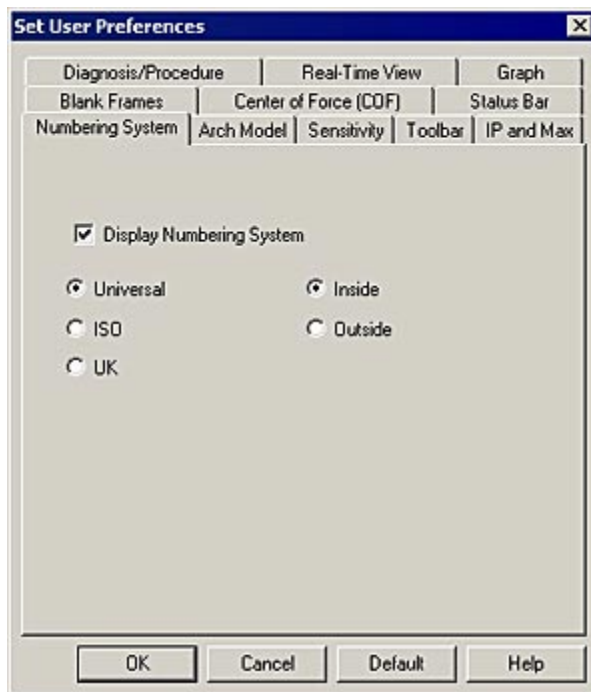 Set User Preferences
Diagnosis/Procedure Real-Time View Graph
Blank Frames Center of Force (COF) Status Bar
Numbering System Arch Model Sensitivity Toolbar IP and Max
Display Numbering System
Universal Inside
ISO Outside
UK
OK Cancel Default Help